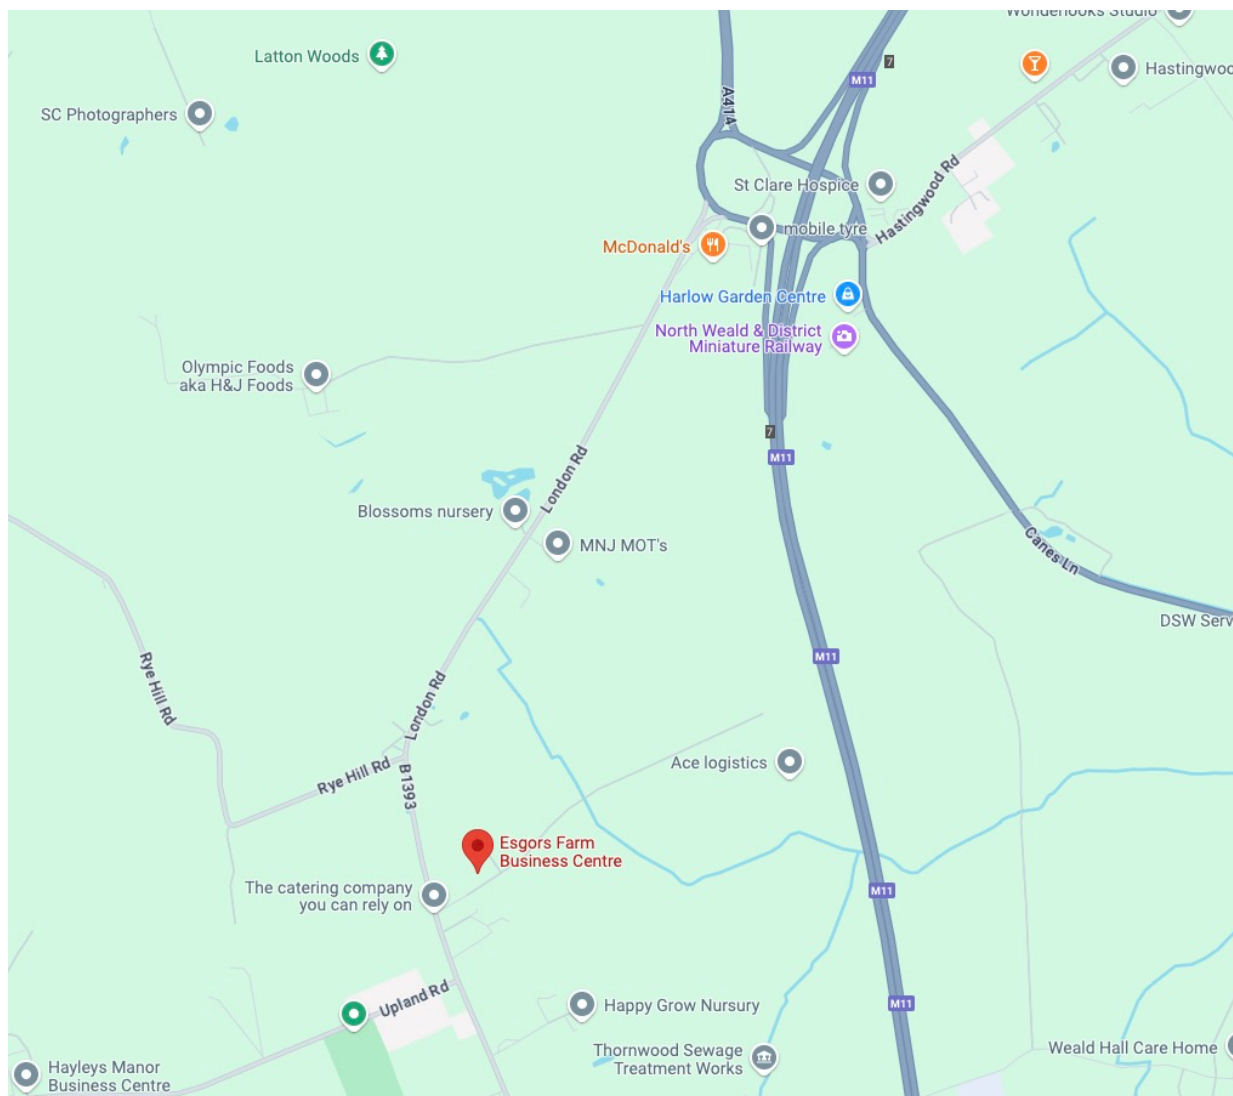 Wonderlooks Studio
7
Latton Woods
M11
Hastingwoo
SC Photographers
A414
St Clare Hospice
Hastingwood Rd
mobile tyre
McDonald's
Harlow Garden Centre
North Weald & District
Miniature Railway
Olympic Foods
aka H&J Foods
7
M11
London Rd
Blossoms nursery
MNJ MOT's
Canes Ln
DSW Serv
M11
Rye Hill Rd
London Rd
Rye Hill Rd
B1393
Ace logistics
Esgors Farm
Business Centre
The catering company
you can rely on
M11
Upland Rd
Happy Grow Nursury
M11
Thornwood Sewage
Treatment Works
Weald Hall Care Home
Hayleys Manor
Business Centre